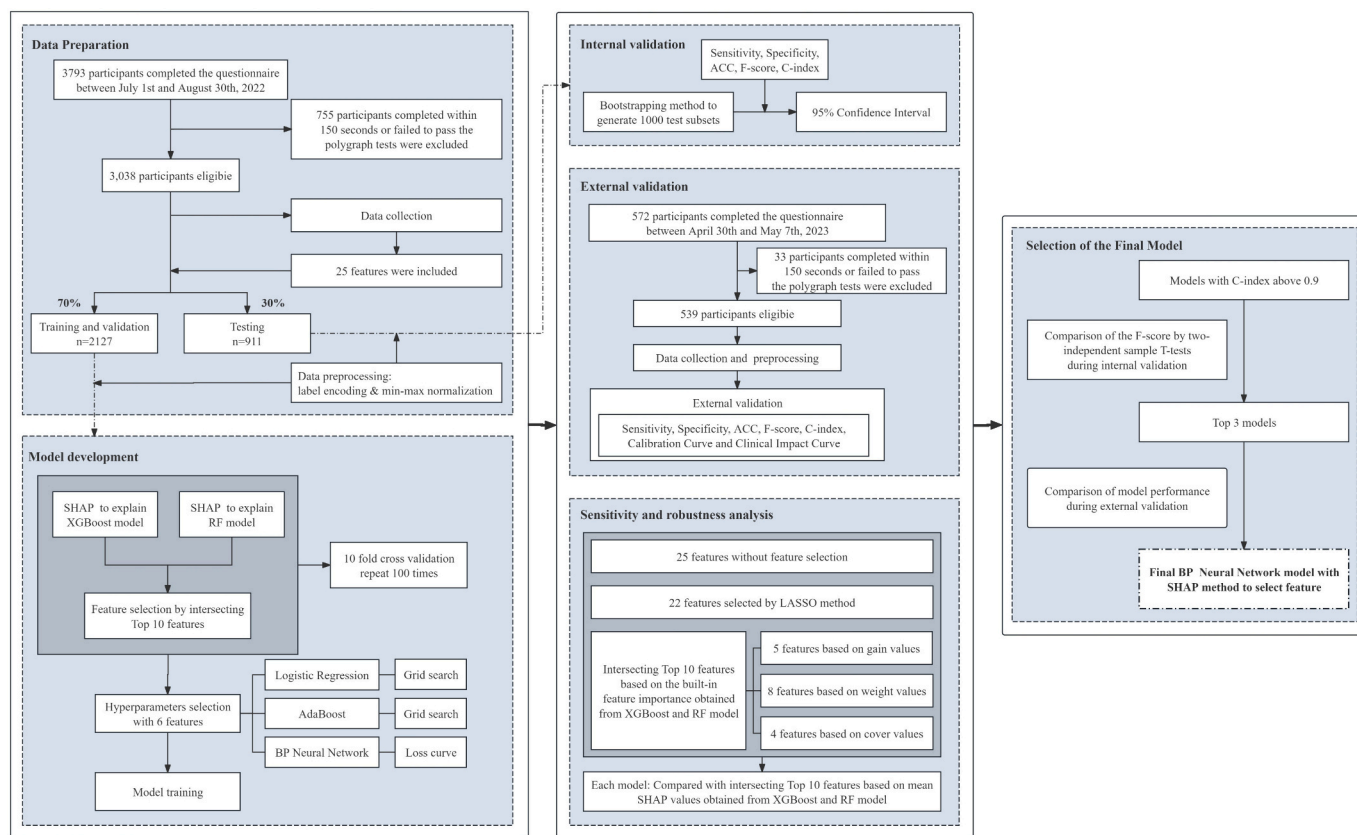 Data Preparation
3793 participants completed the questionnaire
between July 1st and August 30th, 2022
755 participants completed within
150 seconds or failed to pass the
polygraph tests were excluded
3,038 participants eligibie
Data collection
25 features were included
70%
30%
Training and validation
n=2127
Testing
n=911
Data preprocessing:
label encoding & min-max normalization
Model development
SHAP to explain
XGBoost model
SHAP to explain
RF model
10 fold cross validation
repeat 100 times
Feature selection by intersecting
Top 10 features
Logistic Regression
Grid search
Hyperparameters selection
with 6 features
AdaBoost
Grid search
BP Neural Network
Loss curve
Model training
Internal validation
Sensitivity, Specificity,
ACC, F-score, C-index
Bootstrapping method to
generate 1000 test subsets
95% Confidence Interval
External validation
572 participants completed the questionnaire
between April 30th and May 7th, 2023
33 participants completed within
150 seconds or failed to pass
the polygraph tests were excluded
539 participants eligible
Data collection and preprocessing
External validation
Sensitivity, Specificity, ACC, F-score, C-index,
Calibration Curve and Clinical Impact Curve
Sensitivity and robustness analysis
25 features without feature selection
22 features selected by LASSO method
Intersecting Top 10 features
based on the built-in
feature importance obtained
from XGBoost and RF model
5 features based on gain values
8 features based on weight values
4 features based on cover values
Each model: Compared with intersecting Top 10 features based on mean
SHAP values obtained from XGBoost and RF model
Selection of the Final Model
Models with C-index above 0.9
Comparison of the F-score by two-
independent sample T-tests
during internal validation
Top 3 models
Comparison of model performance
during external validation
Final BP Neural Network model with
SHAP method to select feature